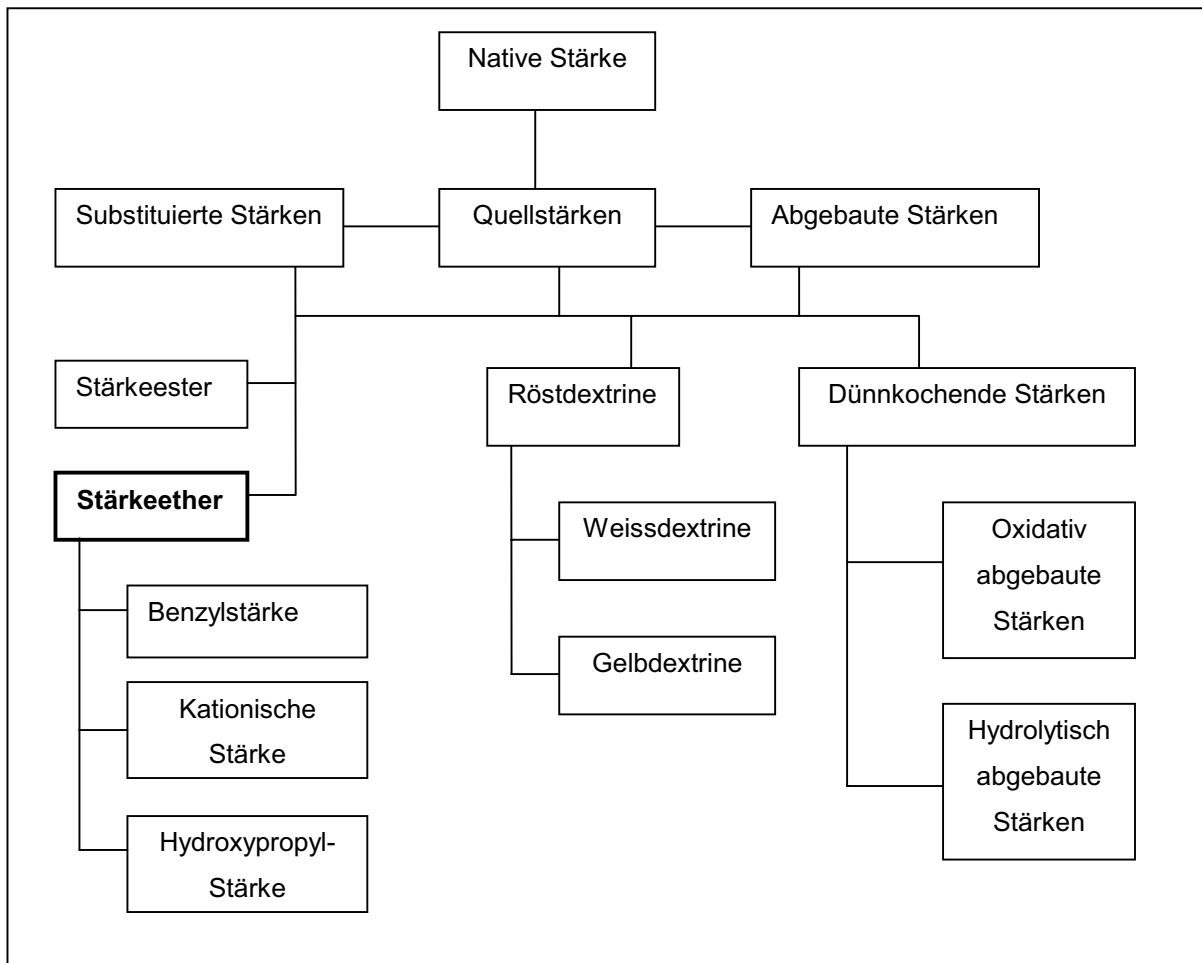 Native Stärke
Substituierte Stärken
Quellstärken
Abgebaute Stärken
Stärkeester
Röstdextrine
Dünnkochende Stärken
Stärkeether
Weissdextrine
Oxidativ
abgebaute
Stärken
Benzylstärke
Gelbdextrine
Kationische
Stärke
Hydrolytisch
abgebaute
Stärken
Hydroxypropyl-
Stärke